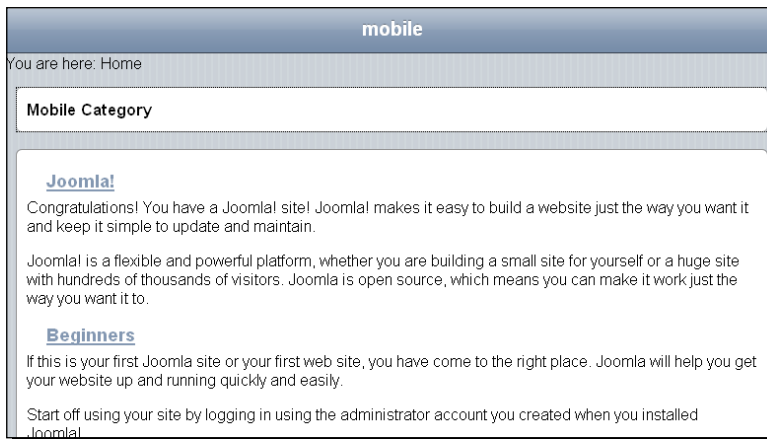 mobile
You are here: Home
Mobile Category
Joomla!
Congratulations! You have a Joomla! site! Joomla! makes it easy to build a website just the way you want it
and keep it simple to update and maintain.
Joomla! is a flexible and powerful platform, whether you are building a small site for yourself or a huge site
with hundreds of thousands of visitors. Joomla is open source, which means you can make it work just the
way you want it to.
Beginners
If this is your first Joomla site or your first web site, you have come to the right place. Joomla will help you get
your website up and running quickly and easily.
Start off using your site by logging in using the administrator account you created when you installed
Joomla!